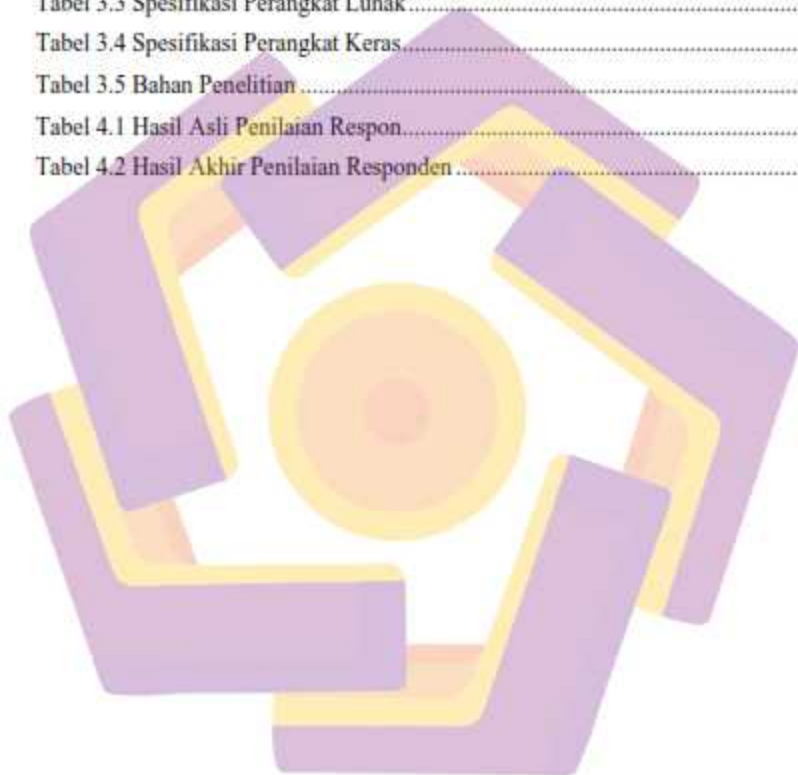 Tabel 3.3 Spesifikasi Perangkat Lunak........................................................................
Tabel 3.4 Spesifikasi Perangkat Keras.........................................................................
Tabel 3.5 Bahan Penelitian ..........................................................................................
Tabel 4.1 Hasil Asli Penilaian Respon.........................................................................
Tabel 4.2 Hasil Akhir Penilaian Responden ...............................................................